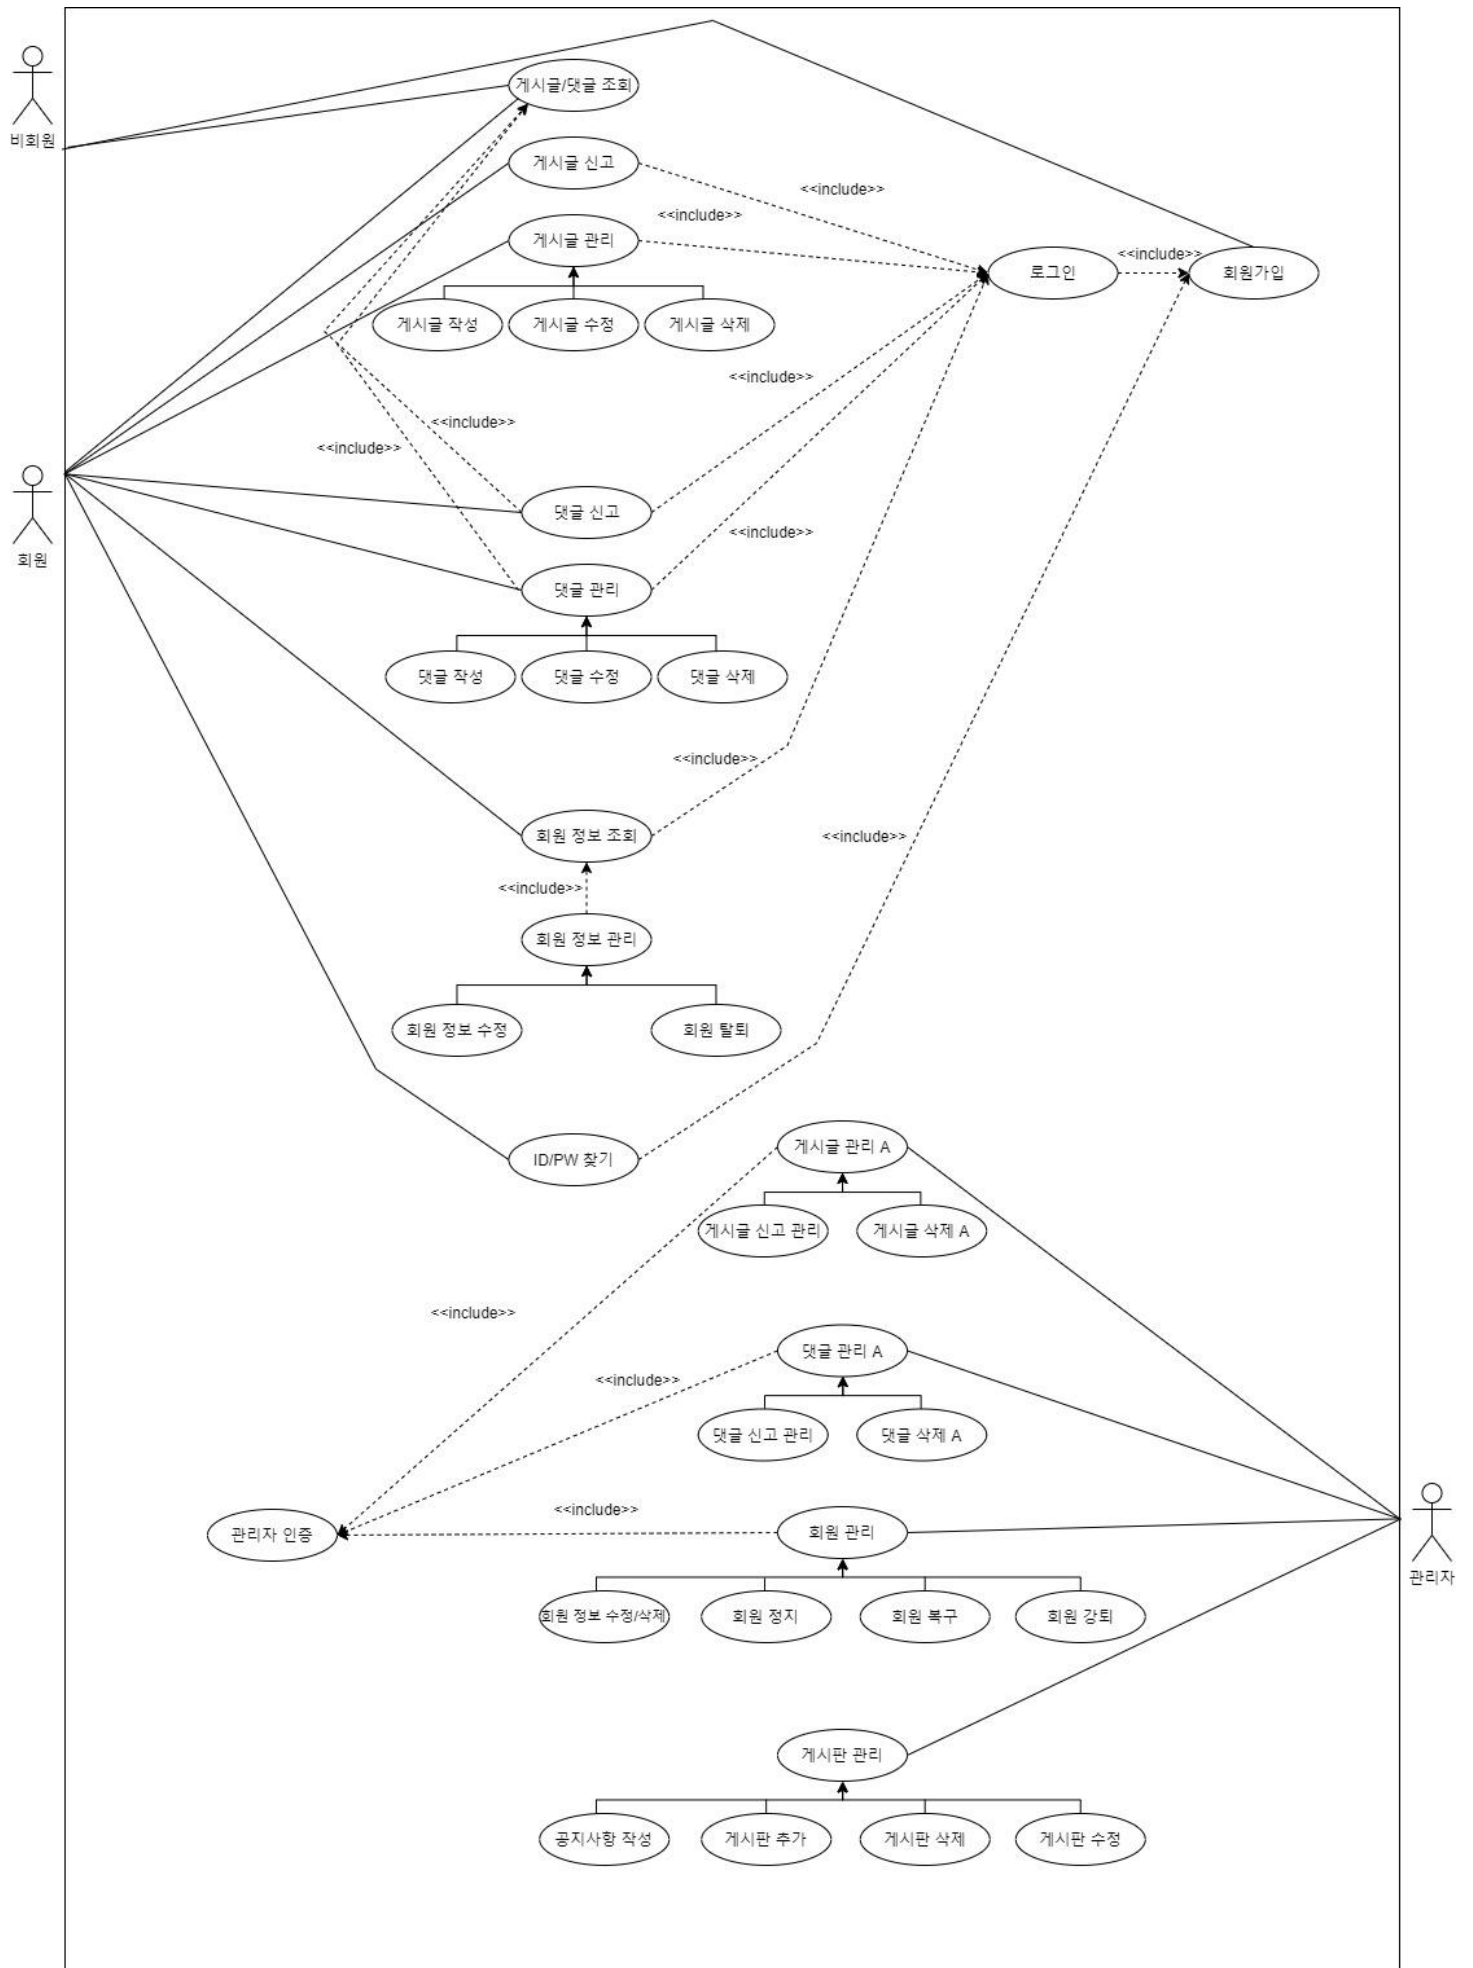 비회원
게시글/댓글 조회
게시글 신고
<<include>>
<<include>>
게시글 관리
<<include>>
로그인
회원가입
게시글 작성
게시글 수정
게시글 삭제
<<include>>
<<include>>
<<include>>
회원
댓글 신고
<<include>>
댓글 관리
댓글 작성
댓글 수정
댓글 삭제
<<include>>
회원 정보 조회
<<include>>
<<include>>
회원 정보 관리
회원 정보 수정
회원 탈퇴
ID/PW 찾기
게시글 관리 A
게시글 신고 관리
게시글 삭제 A
<<include>>
댓글 관리 A
<<include>>
댓글 신고 관리
댓글 삭제 A
<<include>>
관리자 인증
회원 관리
관리자
회원 정보 수정/삭제
회원 정지
회원 복구
회원 강퇴
게시판 관리
공지사항 작성
게시판 추가
게시판 삭제
게시판 수정